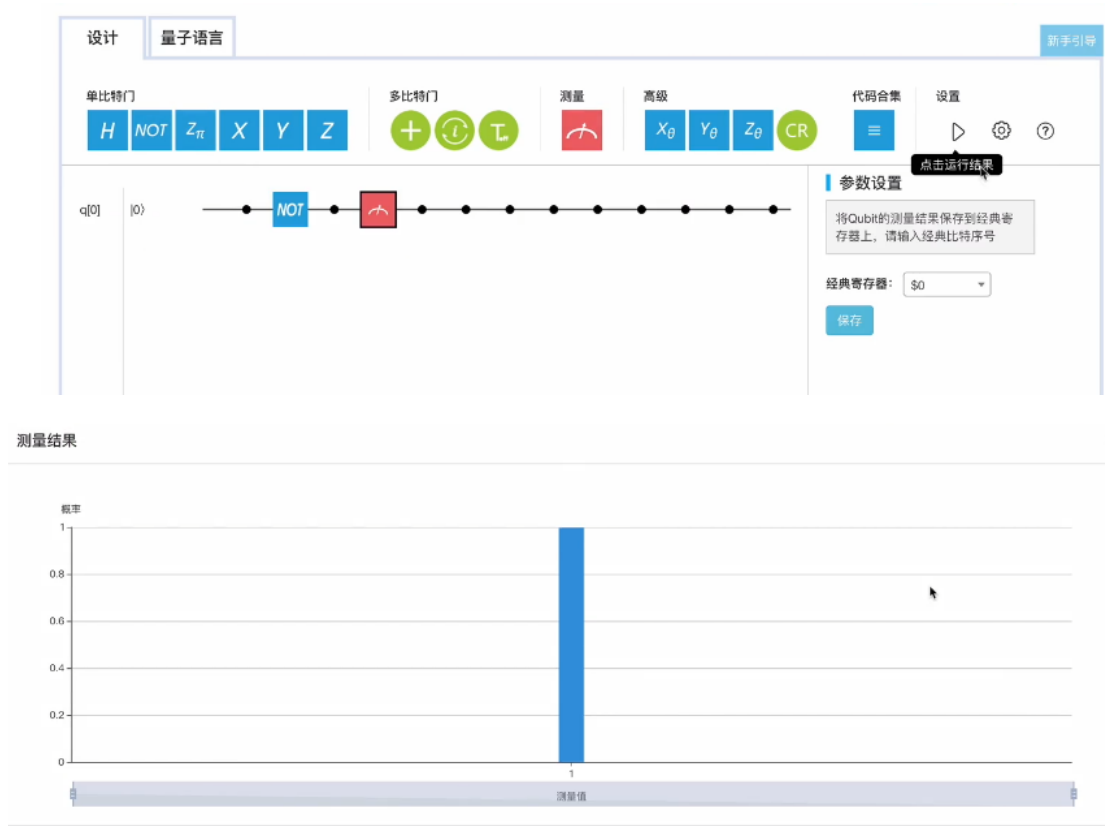 设计 量子语言
新手引导
单比特门 多比特门 测量 高级 代码合集 设置
H NOT Zπ X Y Z Xθ Yθ Zθ CR
点击运行结果
参数设置
q[0] |0⟩ NOT
将Qubit的测量结果保存到经典寄
存器上，请输入经典比特序号
经典寄存器： $0
保存
测量结果
概率
1
0.8
0.6
0.4
0.2
0
1
测量值